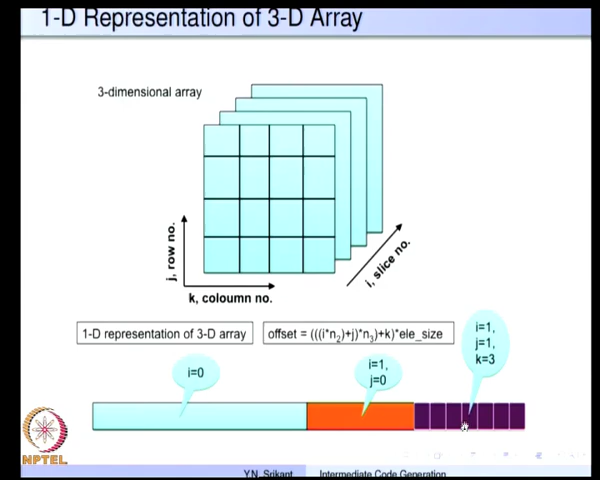 1-D Representation of 3-D Array
3-dimensional array
j, row no.
i, slice no.
k, coloumn no.
1-D representation of 3-D array
offset = (((i*n2)+j)*n3)+k)*ele_size
i=1,
j=1,
k=3
i=0
i=1,
j=0
NPTEL
Y.N. Srikant
Intermediate Code Generation